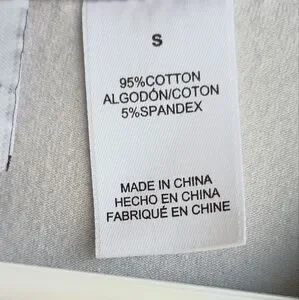 S
95%COTTON
ALGODÓN/COTON
5%SPANDEX
MADE IN CHINA
HECHO EN CHINA
FABRIQUÉ EN CHINE